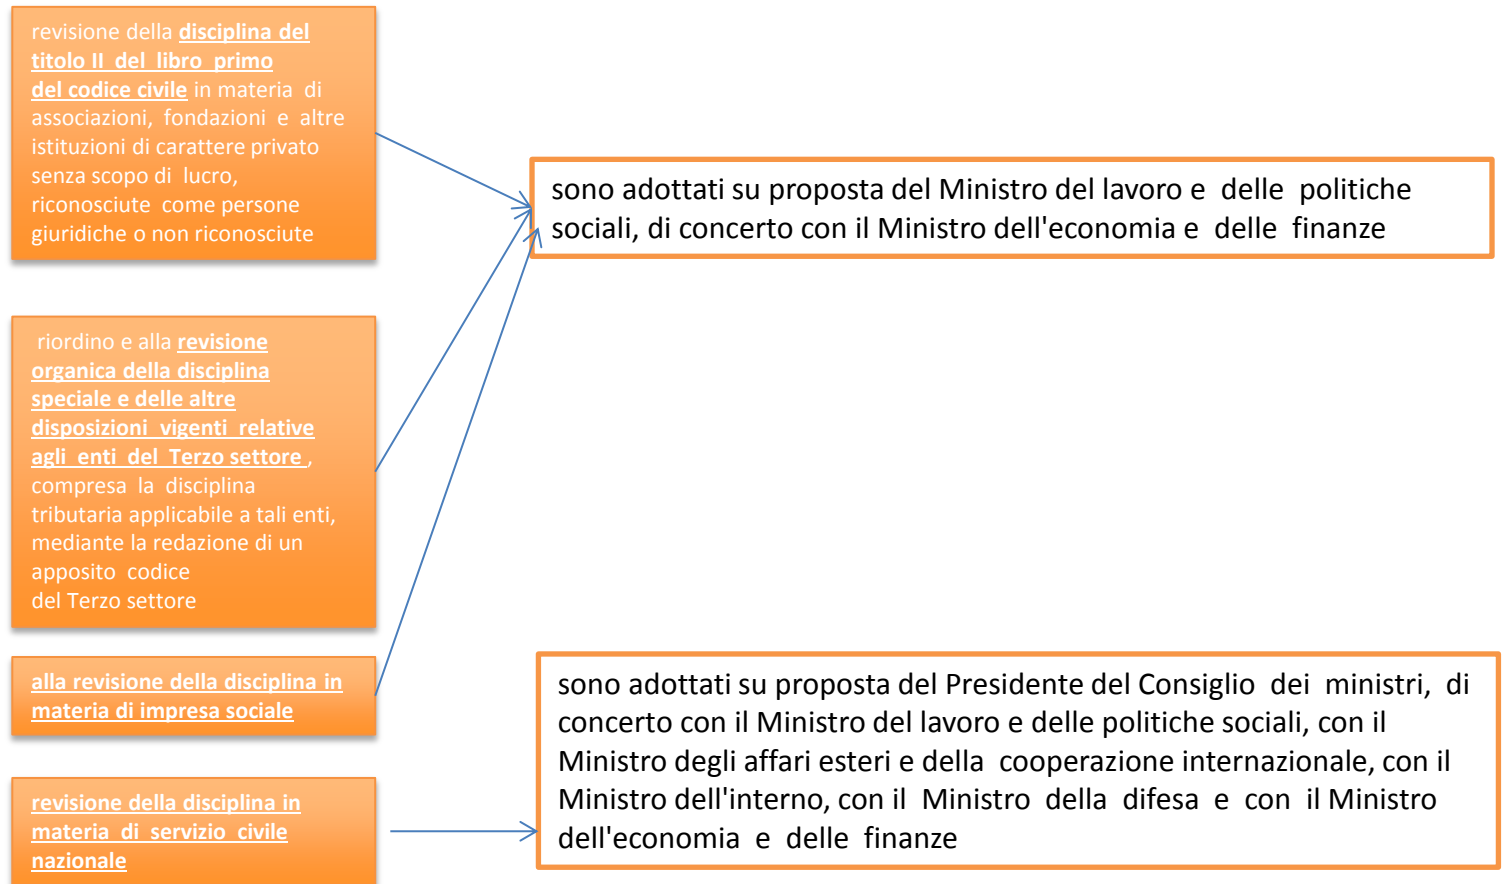 revisione della disciplina del
titolo II del libro primo
del codice civile in materia di
associazioni, fondazioni e altre
istituzioni di carattere privato
senza scopo di lucro,
riconosciute come persone
giuridiche o non riconosciute
sono adottati su proposta del Ministro del lavoro e delle politiche
sociali, di concerto con il Ministro dell'economia e delle finanze
riordino e alla revisione
organica della disciplina
speciale e delle altre
disposizioni vigenti relative
agli enti del Terzo settore ,
compresa la disciplina
tributaria applicabile a tali enti,
mediante la redazione di un
apposito codice
del Terzo settore
alla revisione della disciplina in
materia di impresa sociale
sono adottati su proposta del Presidente del Consiglio dei ministri, di
concerto con il Ministro del lavoro e delle politiche sociali, con il
Ministro degli affari esteri e della cooperazione internazionale, con il
Ministro dell'interno, con il Ministro della difesa e con il Ministro
dell'economia e delle finanze
revisione della disciplina in
materia di servizio civile
nazionale